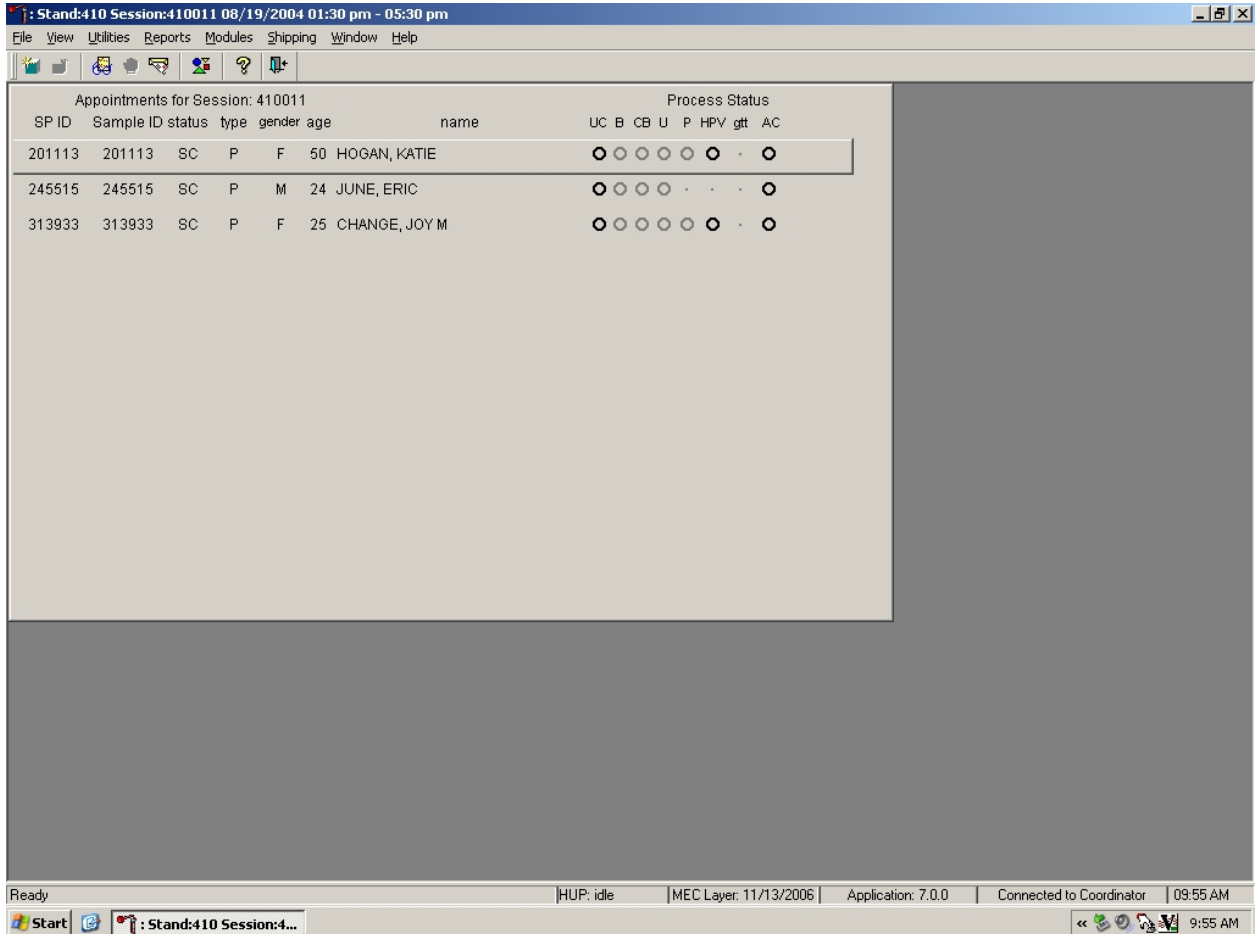 : Stand:410 Session:410011 08/19/2004 01:30 pm - 05:30 pm
File View Utilities Reports Modules Shipping Window Help
Appointments for Session: 410011 Process Status
SP ID Sample ID status type gender age name UC B CB U P HPV gtt AC
201113 201113 SC P F 50 HOGAN, KATIE
245515 245515 SC P M 24 JUNE, ERIC
313933 313933 SC P F 25 CHANGE, JOY M
Ready HUP: idle MEC Layer: 11/13/2006 Application: 7.0.0 Connected to Coordinator 09:55 AM
Start : Stand:410 Session:4... « 9:55 AM